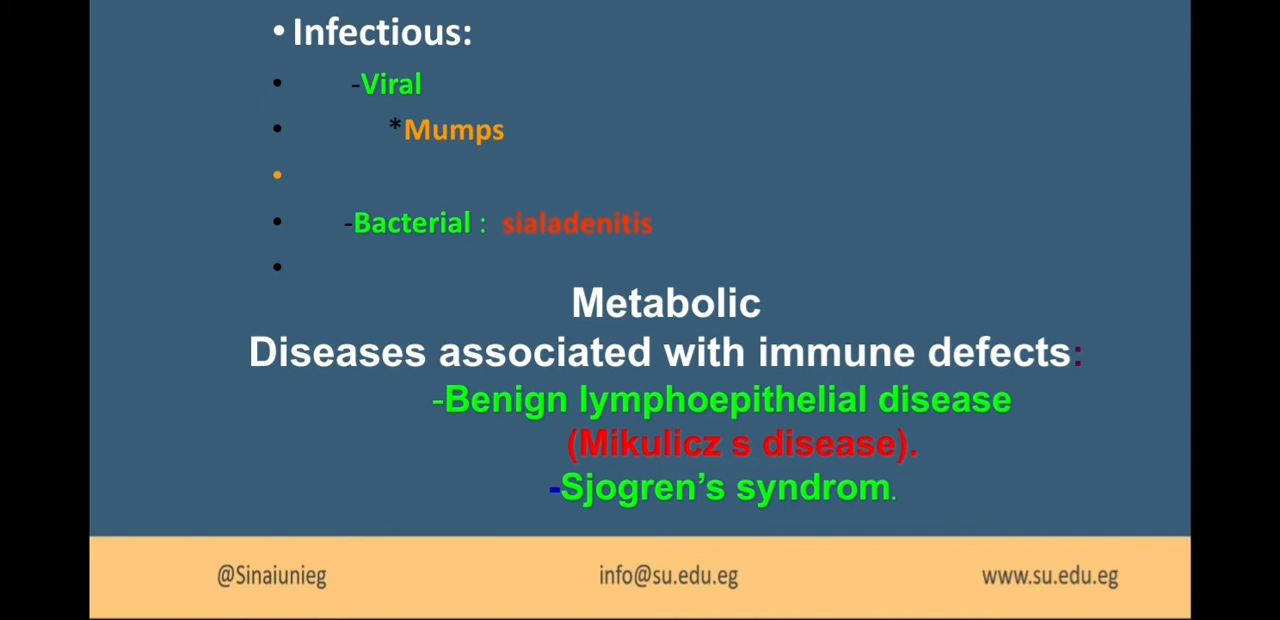 • Infectious:
• -Viral
• *Mumps
•
• -Bacterial : sialadenitis
•
Metabolic
Diseases associated with immune defects:
-Benign lymphoepithelial disease
(Mikulicz s disease).
-Sjogren’s syndrom.
@Sinaiunieg info@su.edu.eg www.su.edu.eg